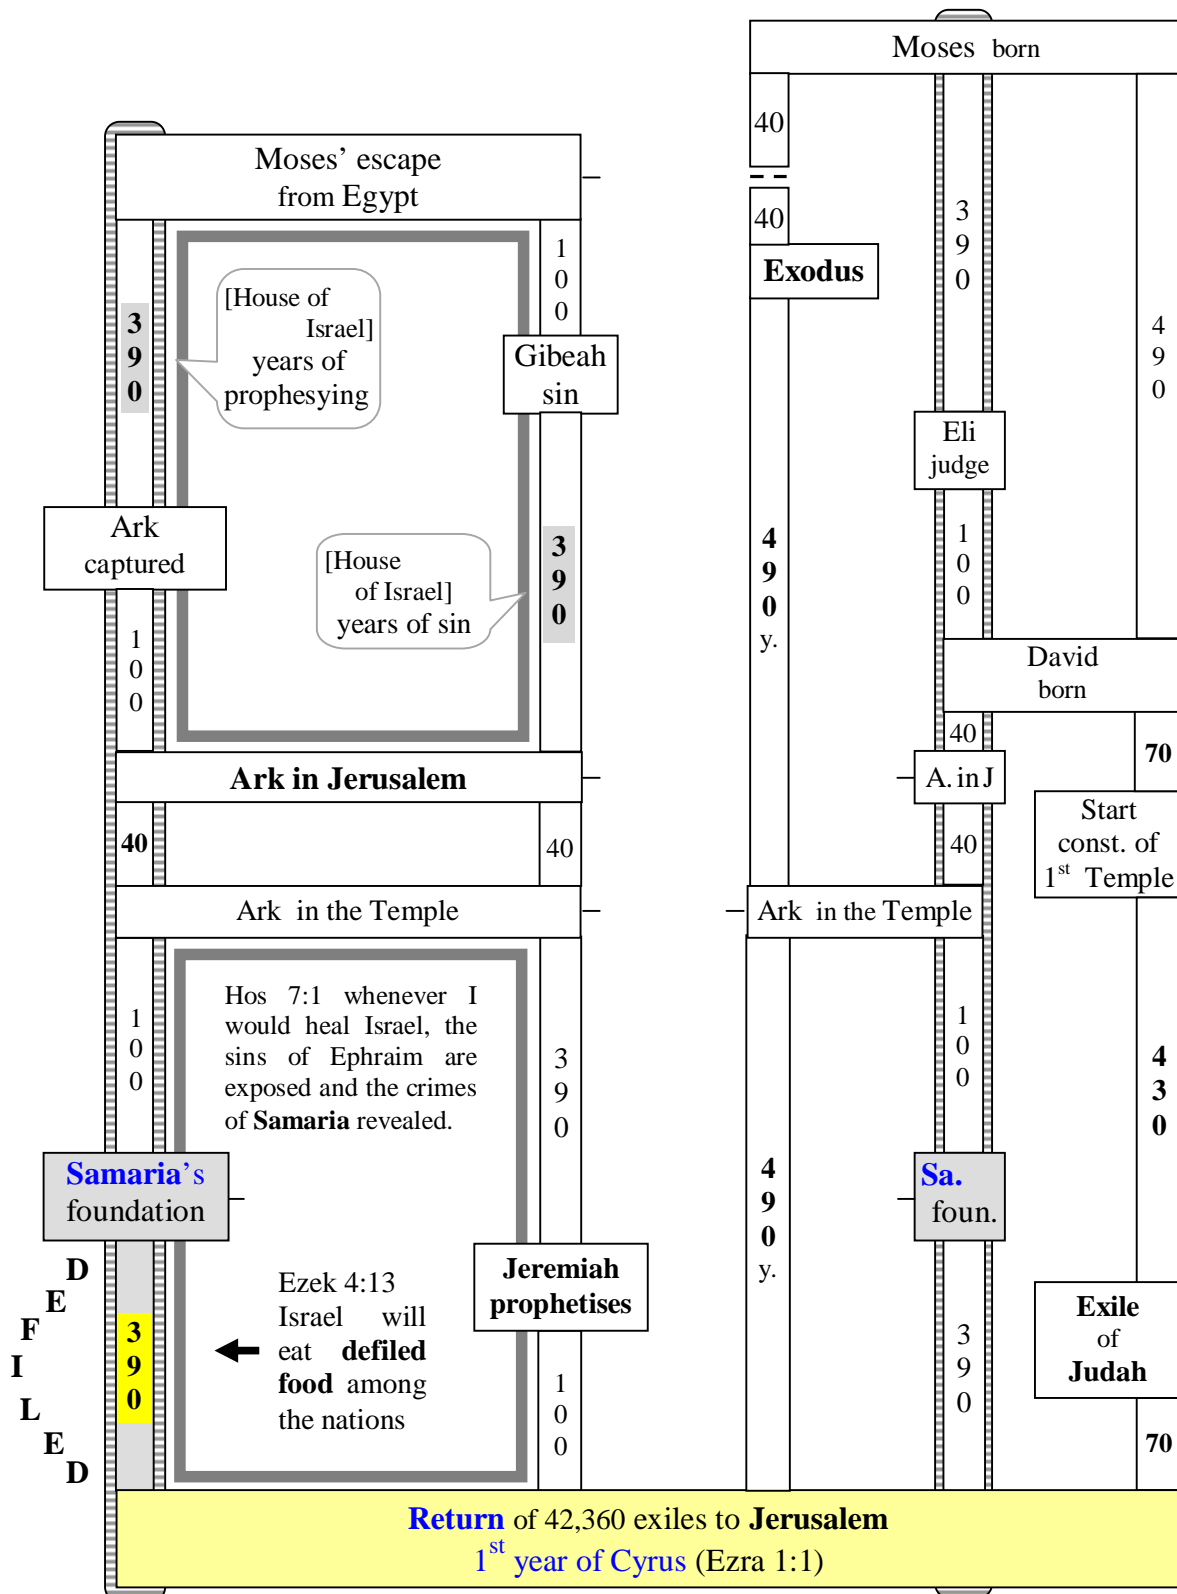 Moses born
40
Moses’ escape
from Egypt
40
3
9
0
1
0
0
Exodus
[House of
Israel]
years of
prophesying
3
9
0
Gibeah
sin
4
9
0
Eli
judge
Ark
captured
[House
of Israel]
years of sin
3
9
0
4
9
0
y.
1
0
0
1
0
0
David
born
40
70
Ark in Jerusalem
A. in J
Start
const. of
1st Temple
40
40
40
Ark in the Temple
Ark in the Temple
1
0
0
Hos 7:1 whenever I
would heal Israel, the
sins of Ephraim are
exposed and the crimes
of Samaria revealed.
3
9
0
1
0
0
4
3
0
Samaria’s
foundation
4
9
0
y.
Sa.
foun.
D
E
F
I
L
E
D
3
9
0
Ezek 4:13
Israel will
eat defiled
food among
the nations
Jeremiah
prophetises
1
0
0
3
9
0
Exile
of
Judah
70
Return of 42,360 exiles to Jerusalem
1st year of Cyrus (Ezra 1:1)